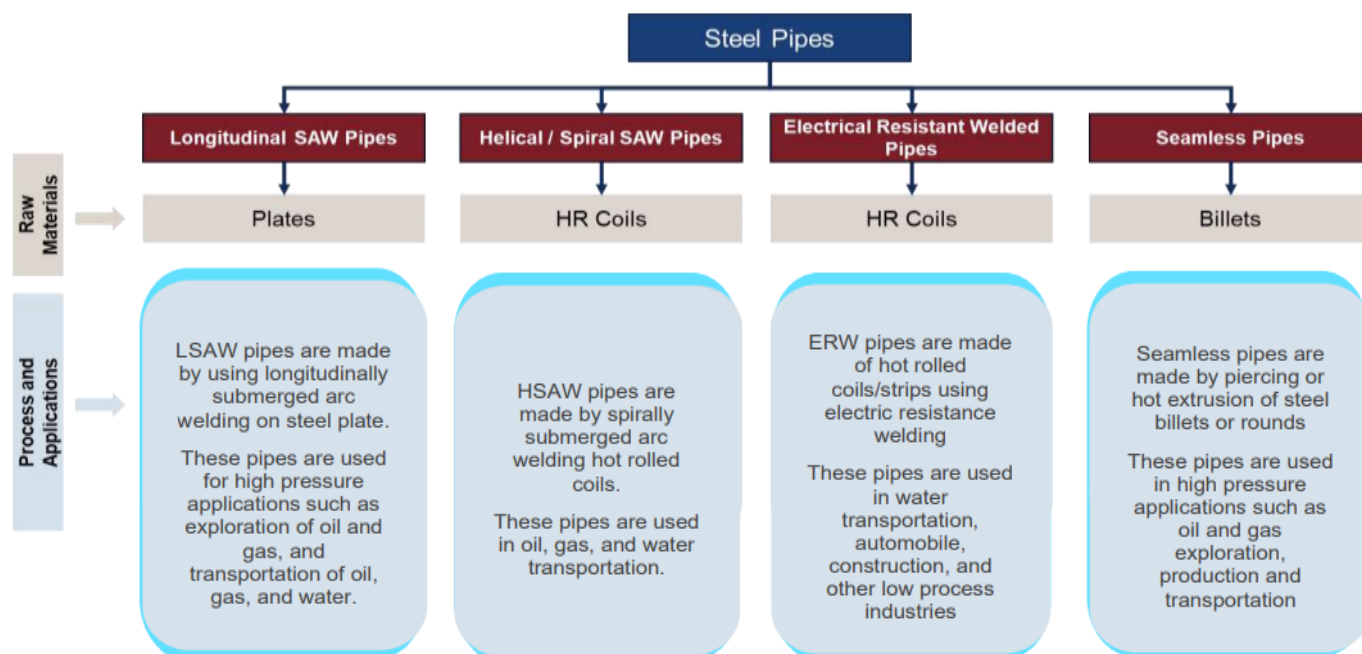 Steel Pipes
Longitudinal SAW Pipes
Helical / Spiral SAW Pipes
Electrical Resistant Welded
Pipes
Seamless Pipes
Raw
Materials
Plates
HR Coils
HR Coils
Billets
Process and
Applications
LSAW pipes are made
by using longitudinally
submerged arc
welding on steel plate.
These pipes are used
for high pressure
applications such as
exploration of oil and
gas, and
transportation of oil,
gas, and water.
HSAW pipes are
made by spirally
submerged arc
welding hot rolled
coils.
These pipes are used
in oil, gas, and water
transportation.
ERW pipes are made
of hot rolled
coils/strips using
electric resistance
welding
These pipes are used
in water
transportation,
automobile,
construction, and
other low process
industries
Seamless pipes are
made by piercing or
hot extrusion of steel
billets or rounds
These pipes are used
in high pressure
applications such as
oil and gas
exploration,
production and
transportation